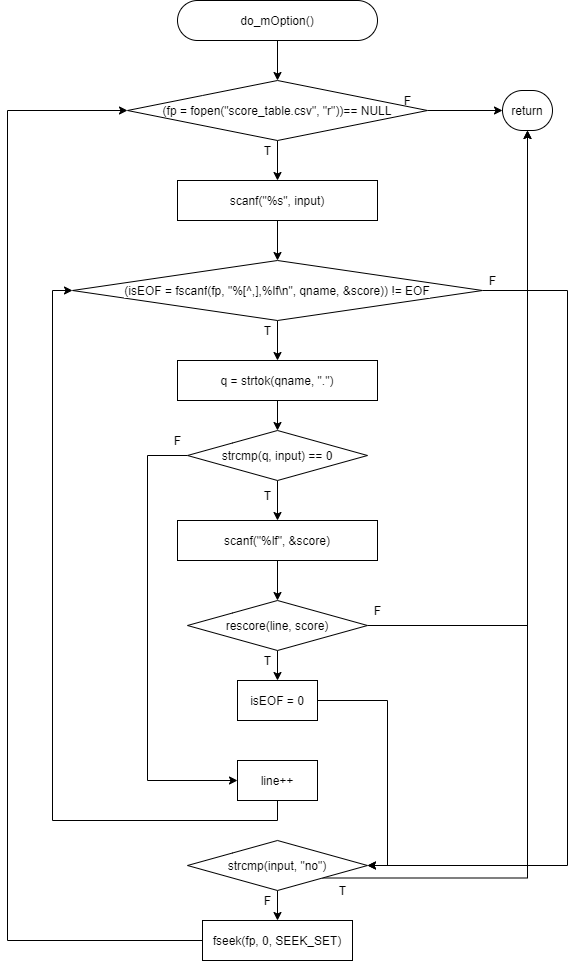 do_mOption()
(fp = fopen("score_table.csv", "r"))== NULL
F
return
T
scanf("%s", input)
(isEOF = fscanf(fp, "%[^,],%lf\n", qname, &score)) != EOF
F
T
q = strtok(qname, ".")
F
strcmp(q, input) == 0
T
scanf("%lf", &score)
F
rescore(line, score)
T
isEOF = 0
line++
strcmp(input, "no")
T
F
fseek(fp, 0, SEEK_SET)